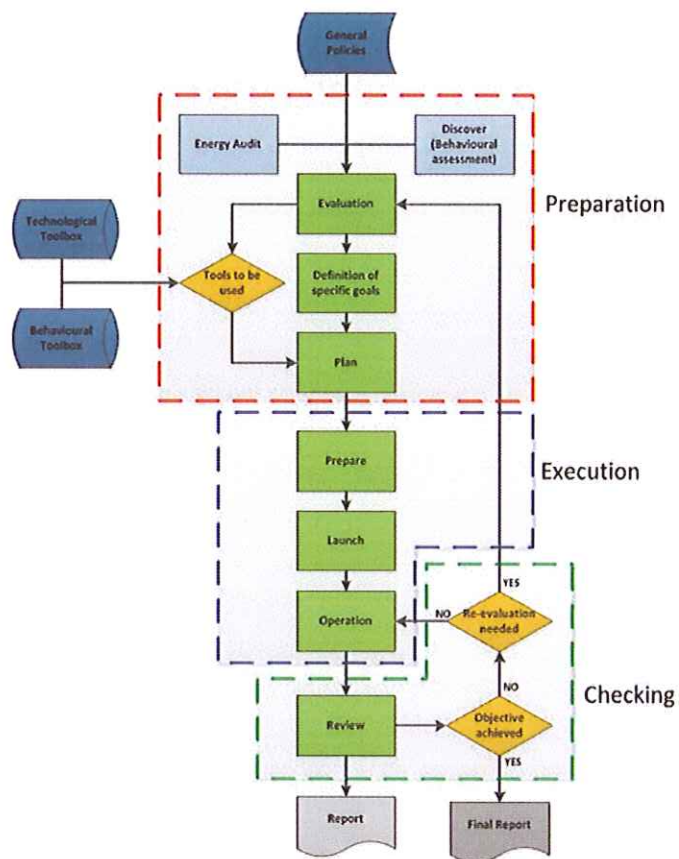 General
Policies
Energy Audit
Discover
(Behavioural
assessment)
Preparation
Evaluation
Technological
Toolbox
Tools to be
used
Definition of
specific goals
Behavioural
Toolbox
Plan
Prepare
Execution
Launch
YES
NO
Re-evaluation
needed
Operation
NO
Checking
Review
Objective
achieved
YES
Report
Final Report